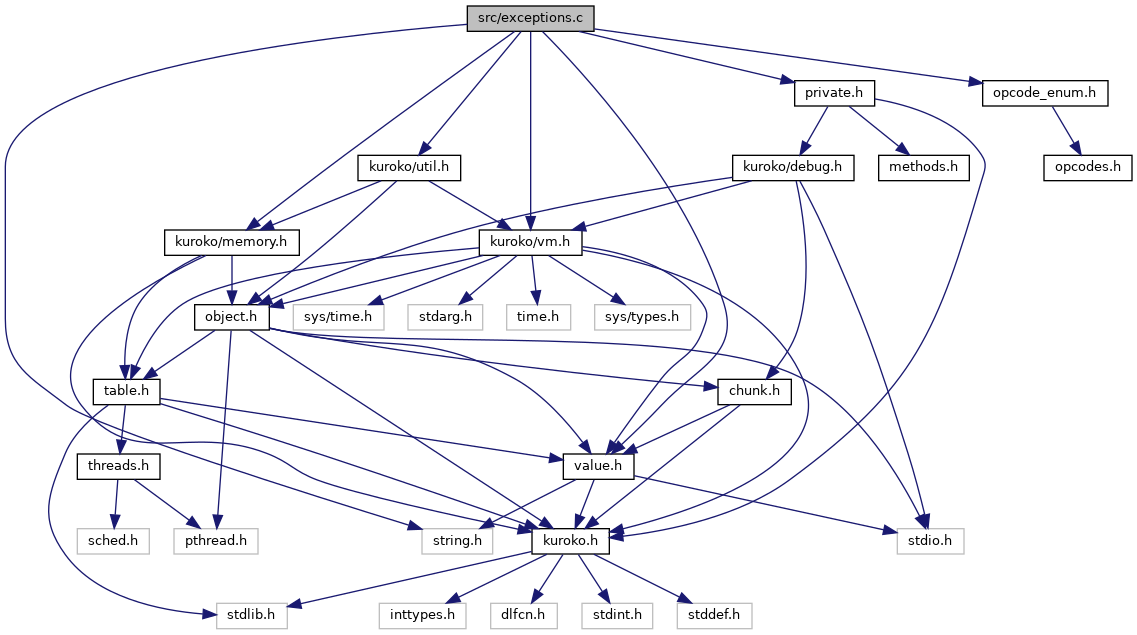 src/exceptions.c
private.h
opcode_enum.h
kuroko/util.h
kuroko/debug.h
methods.h
opcodes.h
kuroko/memory.h
kuroko/vm.h
object.h
sys/time.h
stdarg.h
time.h
sys/types.h
table.h
chunk.h
threads.h
value.h
sched.h
pthread.h
string.h
kuroko.h
stdio.h
stdlib.h
inttypes.h
dlfcn.h
stdint.h
stddef.h